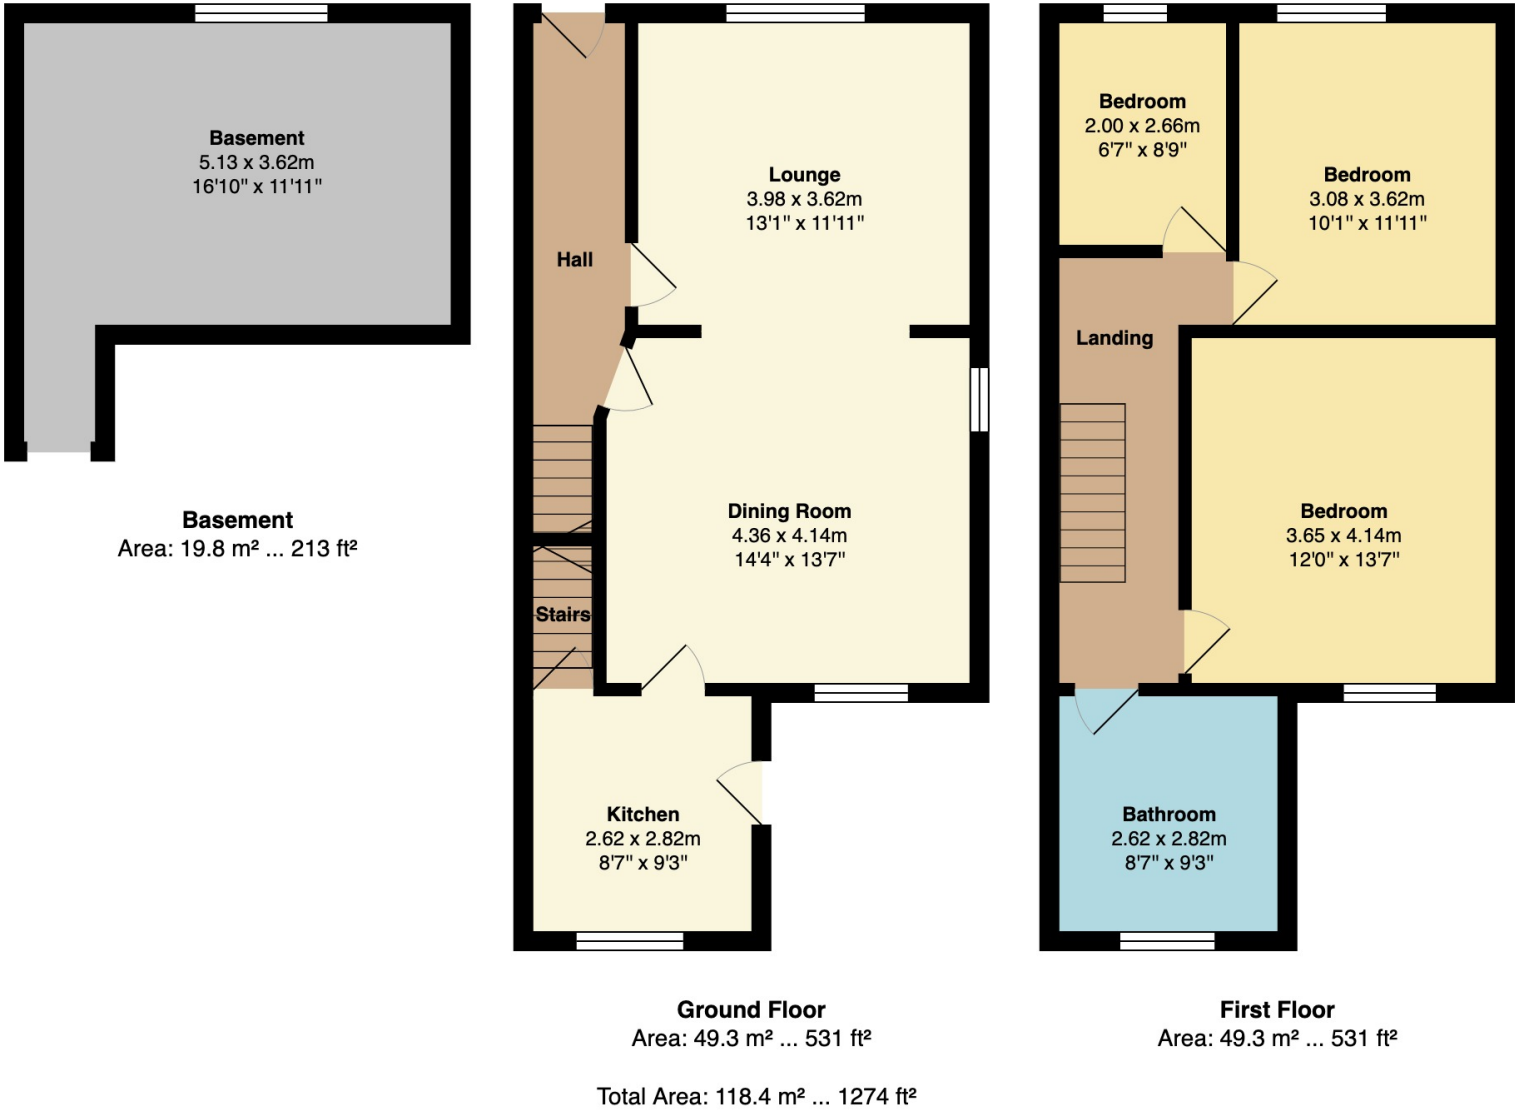 Basement
5.13 x 3.62m
16'10" x 11'11"
Basement
Area: 19.8 m² ... 213 ft²
Hall
Lounge
3.98 x 3.62m
13'1" x 11'11"
Dining Room
4.36 x 4.14m
14'4" x 13'7"
Stairs
Kitchen
2.62 x 2.82m
8'7" x 9'3"
Ground Floor
Area: 49.3 m² ... 531 ft²
Bedroom
2.00 x 2.66m
6'7" x 8'9"
Bedroom
3.08 x 3.62m
10'1" x 11'11"
Landing
Bedroom
3.65 x 4.14m
12'0" x 13'7"
Bathroom
2.62 x 2.82m
8'7" x 9'3"
First Floor
Area: 49.3 m² ... 531 ft²
Total Area: 118.4 m² ... 1274 ft²